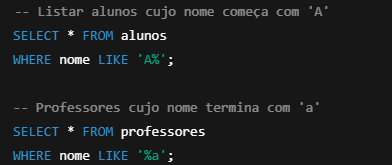 -- Listar alunos cujo nome começa com 'A'
SELECT * FROM alunos
WHERE nome LIKE 'A%';
-- Professores cujo nome termina com 'a'
SELECT * FROM professores
WHERE nome LIKE '%a';